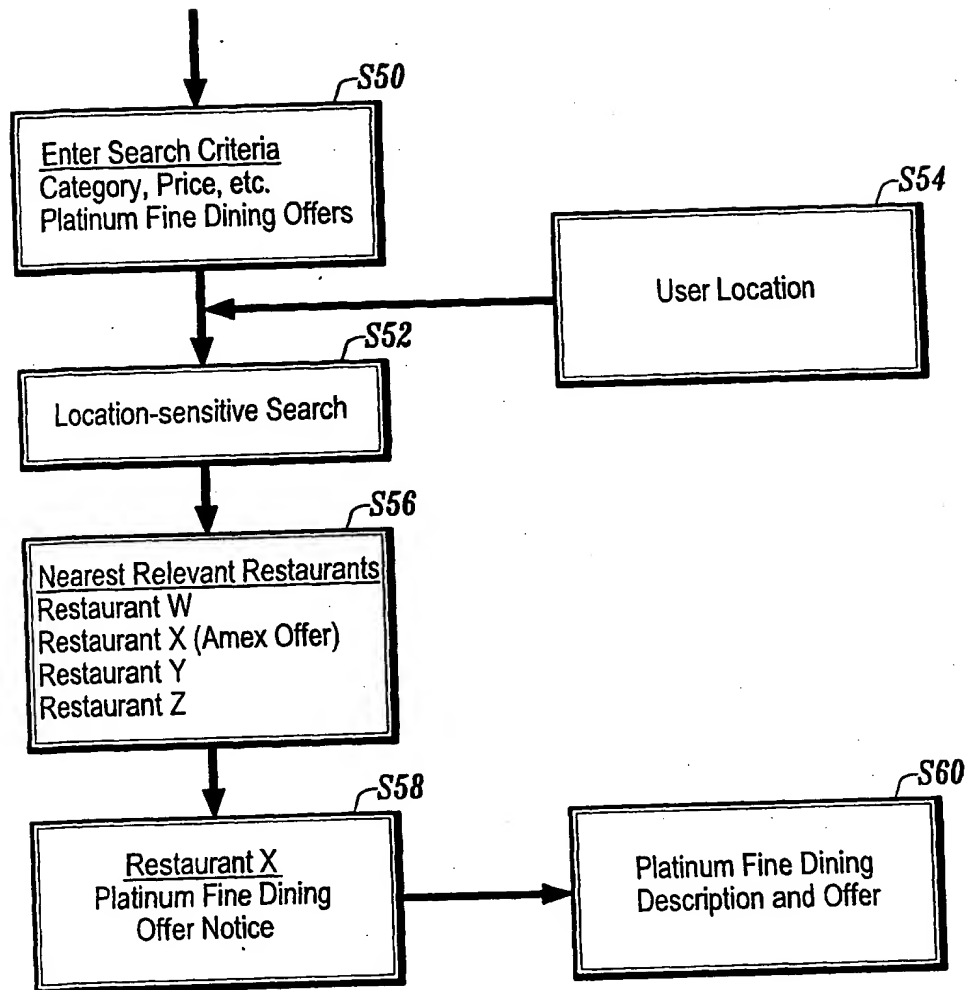 S50
Enter Search Criteria
Category, Price, etc.
Platinum Fine Dining Offers
S54
User Location
S52
Location-sensitive Search
S56
Nearest Relevant Restaurants
Restaurant W
Restaurant X (Amex Offer)
Restaurant Y
Restaurant Z
S58
Restaurant X
Platinum Fine Dining
Offer Notice
S60
Platinum Fine Dining
Description and Offer